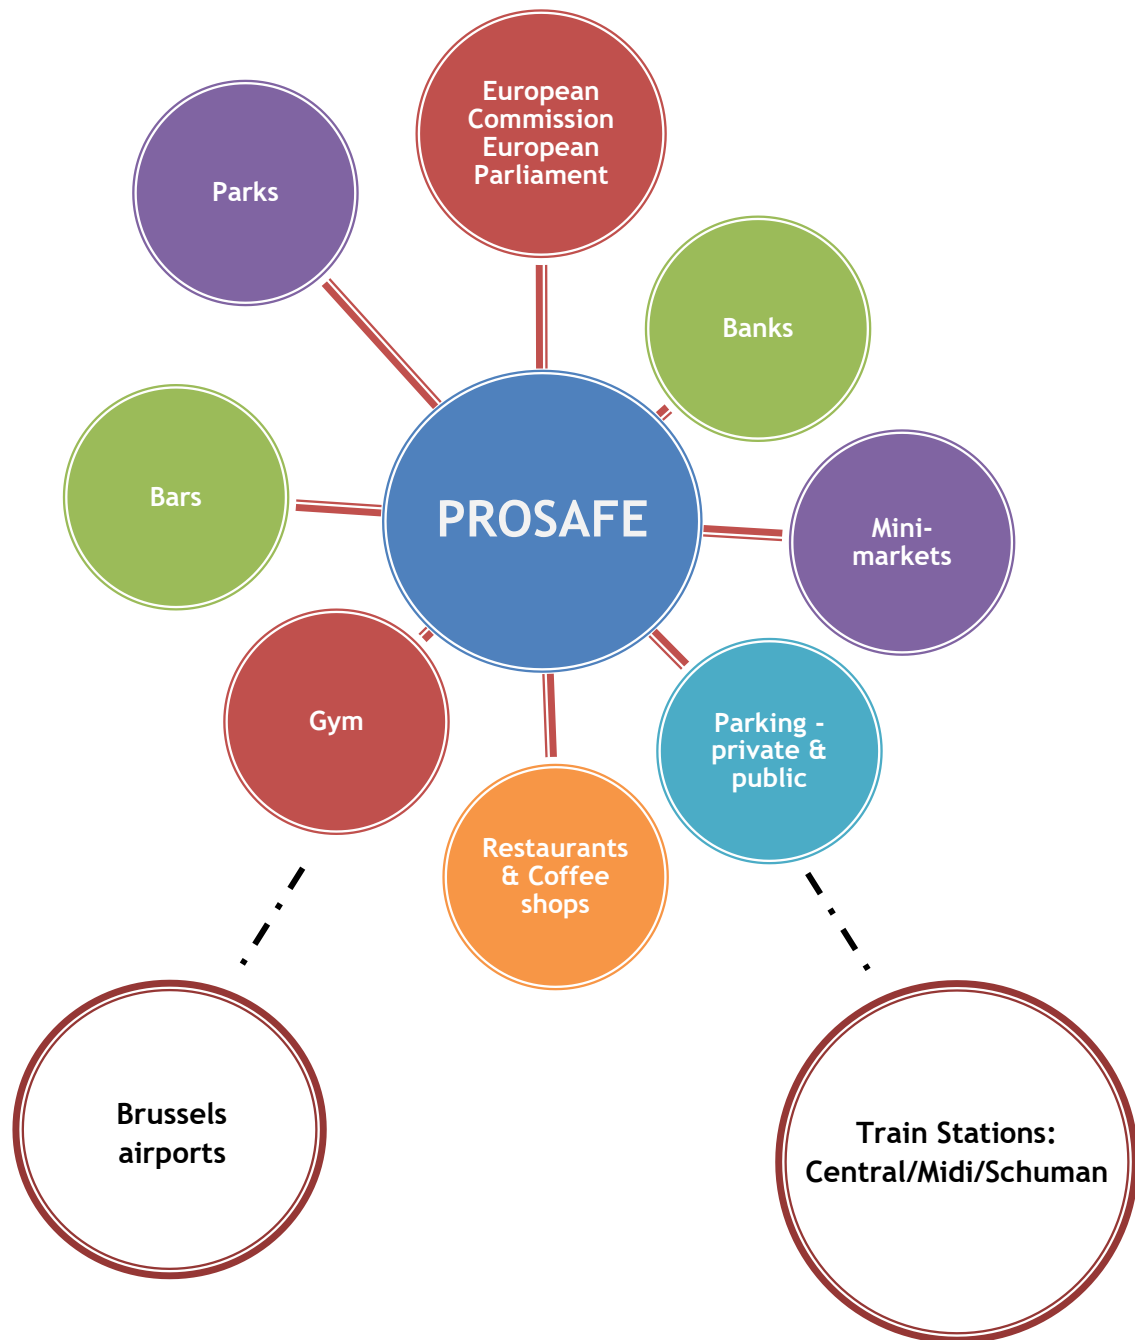 European
Commission
European
Parliament
Parks
Banks
Bars
PROSAFE
Mini-
markets
Gym
Parking -
private &
public
Restaurants
& Coffee
shops
Brussels
airports
Train Stations:
Central/Midi/Schuman